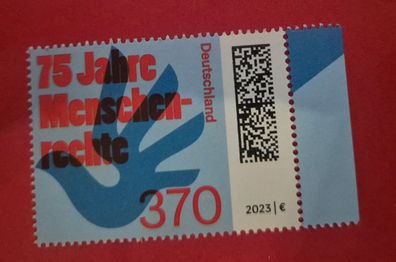 75 Jahre
Menschen-
rechte
Deutschland
370
2023 | €